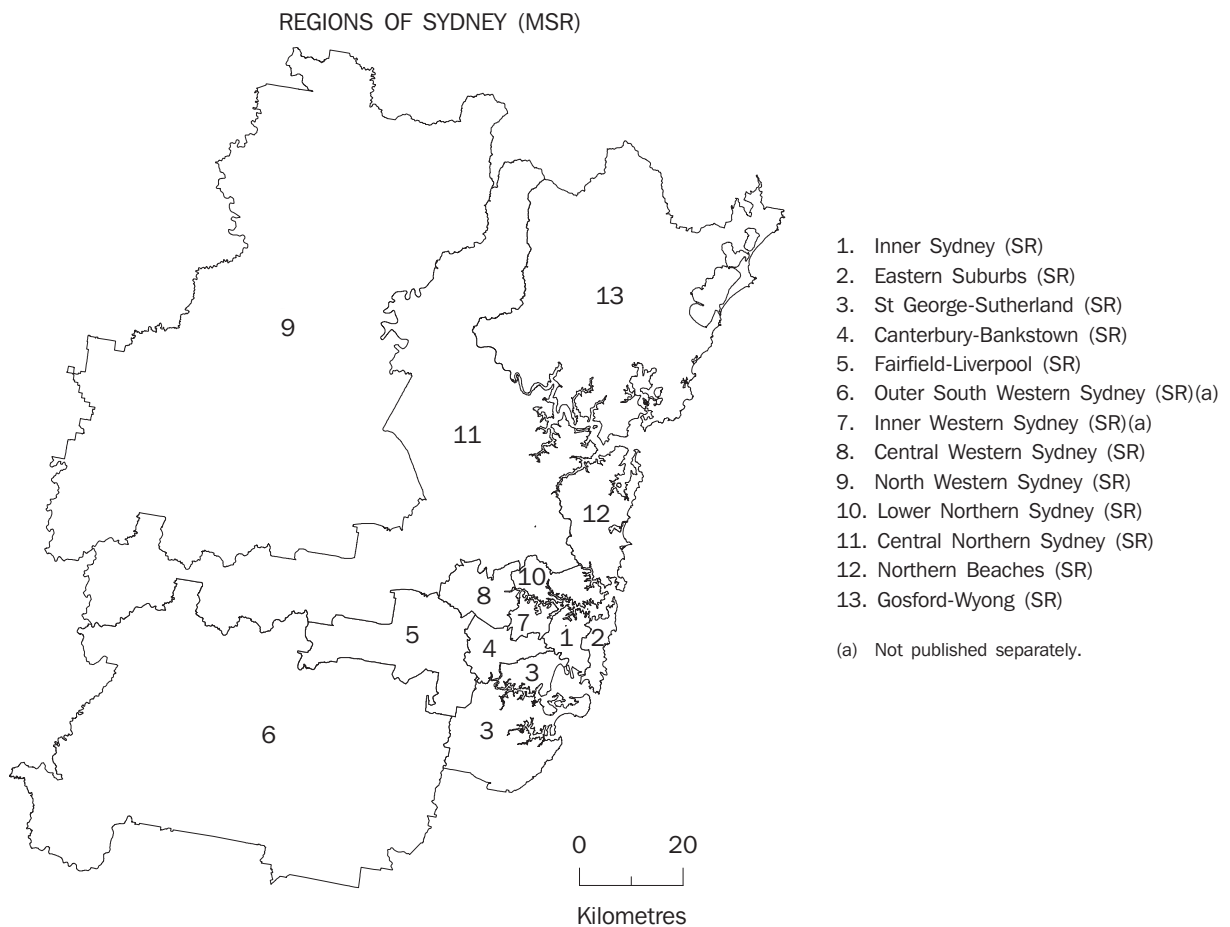 REGIONS OF SYDNEY (MSR)
9
13
11
12
10
8
7
1
2
5
4
3
3
6
1. Inner Sydney (SR)
2. Eastern Suburbs (SR)
3. St George-Sutherland (SR)
4. Canterbury-Bankstown (SR)
5. Fairfield-Liverpool (SR)
6. Outer South Western Sydney (SR)(a)
7. Inner Western Sydney (SR)(a)
8. Central Western Sydney (SR)
9. North Western Sydney (SR)
10. Lower Northern Sydney (SR)
11. Central Northern Sydney (SR)
12. Northern Beaches (SR)
13. Gosford-Wyong (SR)
(a) Not published separately.
0 20
Kilometres